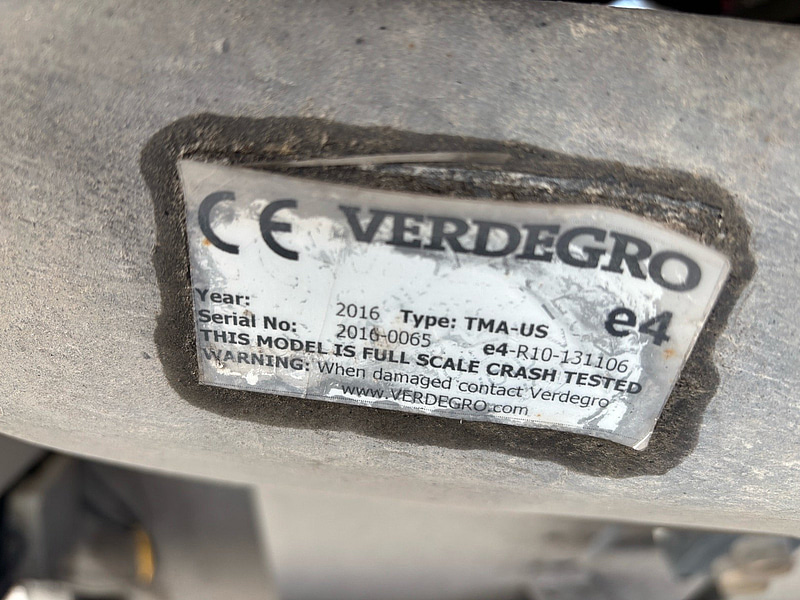 CE VERDEGRO
Year: 2016 Type: TMA-US e4
Serial No: 2016-0065 e4-R10-131106
THIS MODEL IS FULL SCALE CRASH TESTED
WARNING: When damaged contact Verdegro
www.VERDEGRO.com